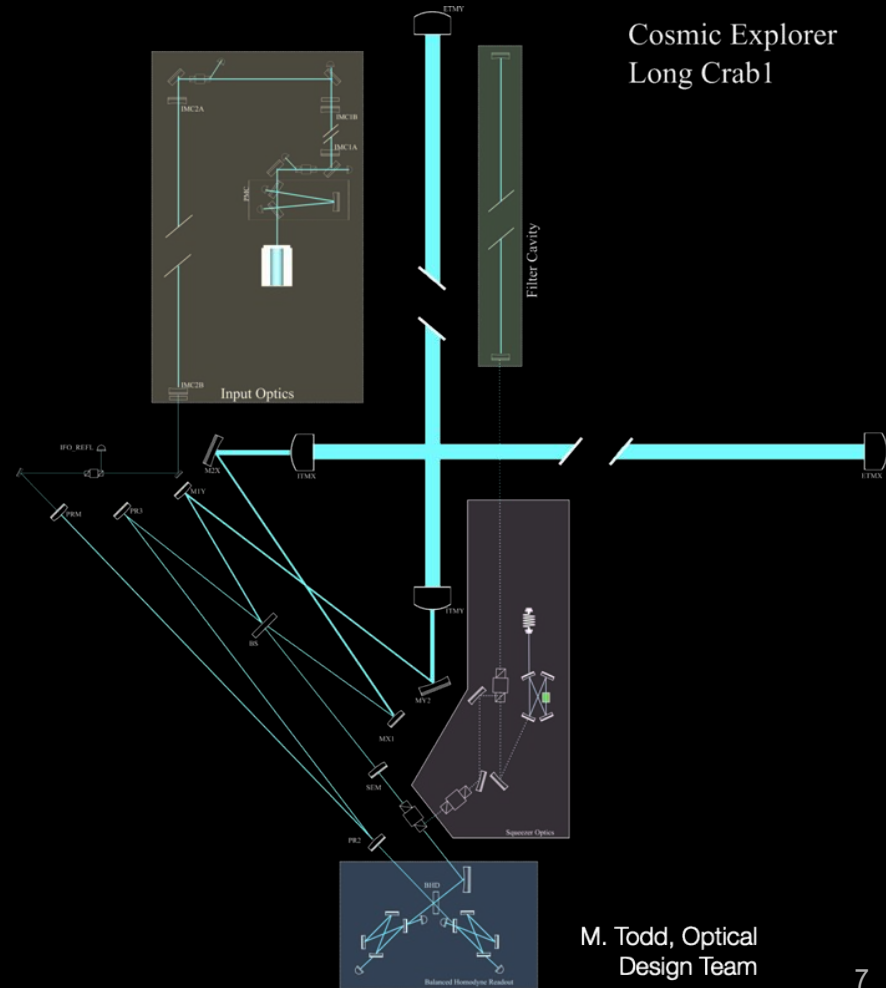 Cosmic Explorer
Long Crab1
ETMY
IMC2A
IMC1B
IMC1A
PMC
Filter Cavity
IMC2B
Input Optics
IFO_REFL
M2X
ITMX
ETMX
M1Y
PRM
PR3
ITMY
BS
MY2
MX1
SEM
Squeezer Optics
PR2
BHD
M. Todd, Optical
Design Team
Balanced Homodyne Readout
7